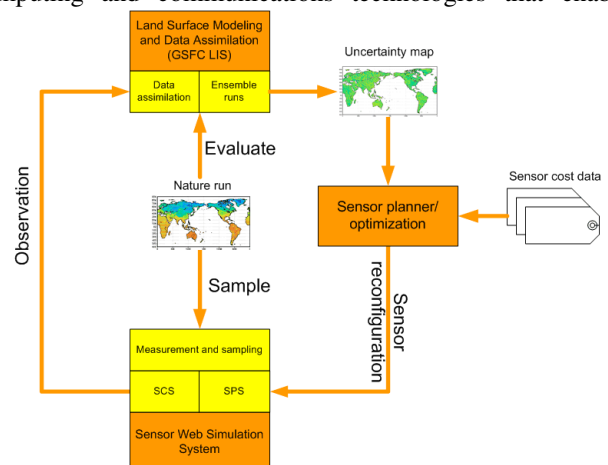 mputing and communications technologies that enab
Land Surface Modeling
and Data Assimilation
(GSFC LIS)
Data
assimilation
Ensemble
runs
Uncertainty map
Evaluate
Nature run
Sensor cost data
Sensor planner/
optimization
Observation
Sample
Sensor
reconfiguration
Measurement and sampling
SCS
SPS
Sensor Web Simulation
System